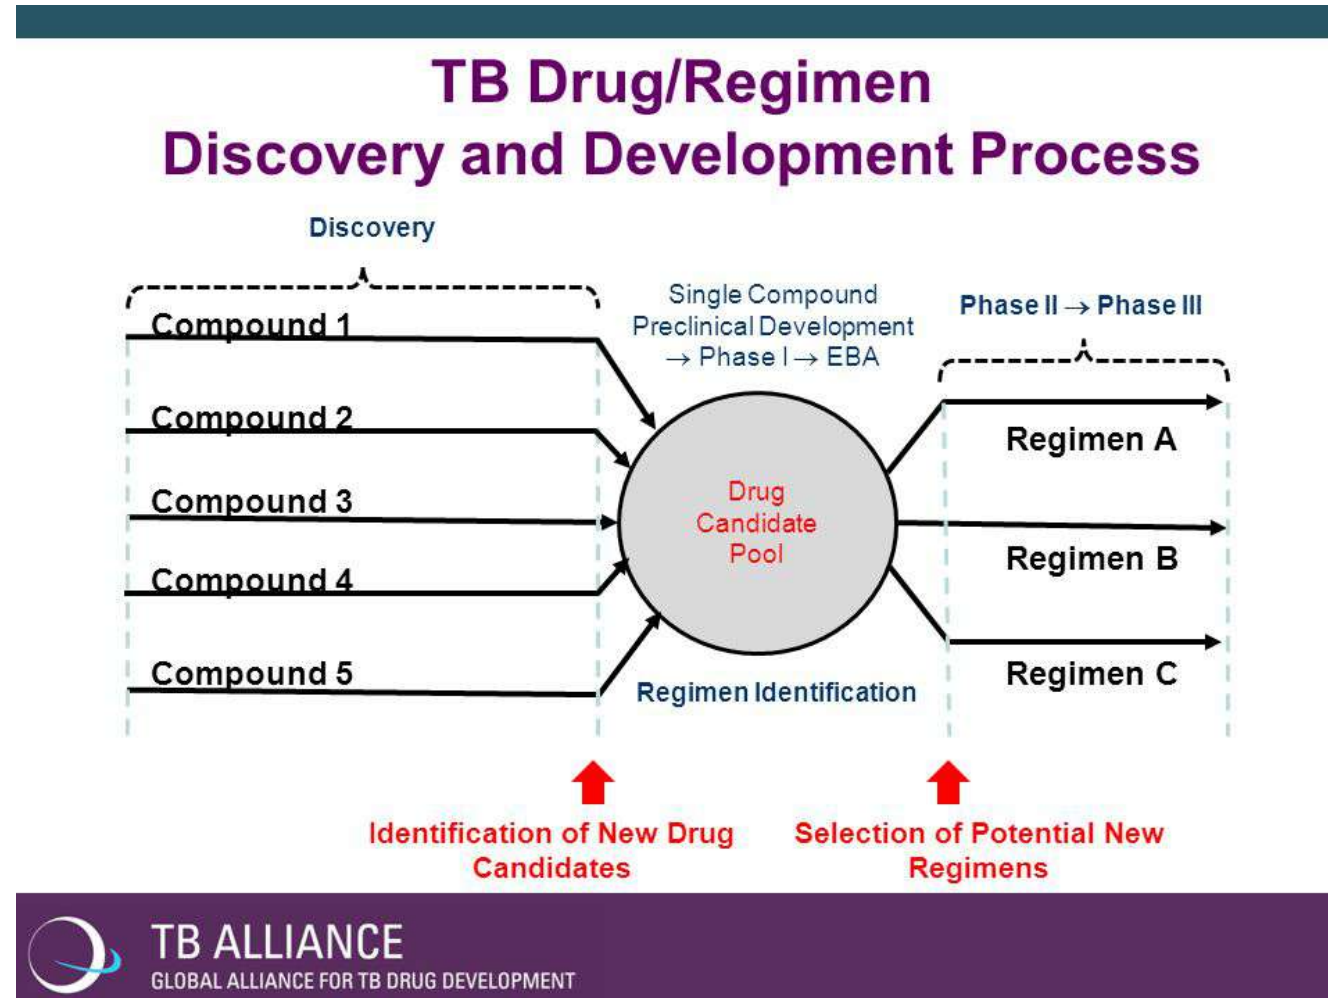 TB Drug/Regimen
Discovery and Development Process
Discovery
Single Compound
Preclinical Development
→ Phase I → EBA
Phase II → Phase III
Compound 1
Compound 2
Compound 3
Compound 4
Compound 5
Drug
Candidate
Pool
Regimen A
Regimen B
Regimen C
Regimen Identification
Identification of New Drug
Candidates
Selection of Potential New
Regimens
TB ALLIANCE
GLOBAL ALLIANCE FOR TB DRUG DEVELOPMENT